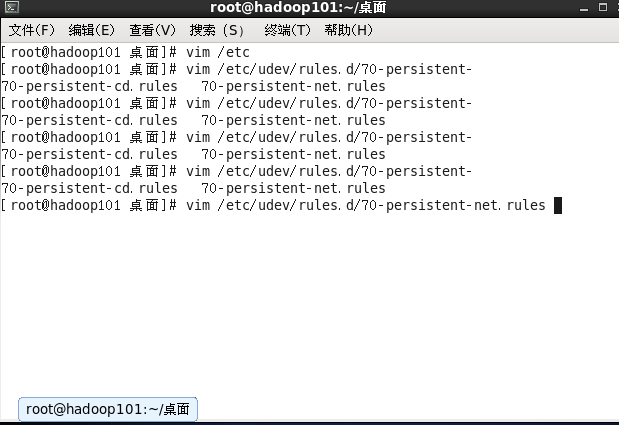 root@hadoop101:~/桌面
文件(F) 编辑(E) 查看(V) 搜索 (S) 终端(T) 帮助(H)
[root@hadoop101 桌面]# vim /etc
[root@hadoop101 桌面]# vim /etc/udev/rules.d/70-persistent-
70-persistent-cd.rules   70-persistent-net.rules
[root@hadoop101 桌面]# vim /etc/udev/rules.d/70-persistent-
70-persistent-cd.rules   70-persistent-net.rules
[root@hadoop101 桌面]# vim /etc/udev/rules.d/70-persistent-
70-persistent-cd.rules   70-persistent-net.rules
[root@hadoop101 桌面]# vim /etc/udev/rules.d/70-persistent-
70-persistent-cd.rules   70-persistent-net.rules
[root@hadoop101 桌面]# vim /etc/udev/rules.d/70-persistent-net.rules
root@hadoop101:~/桌面